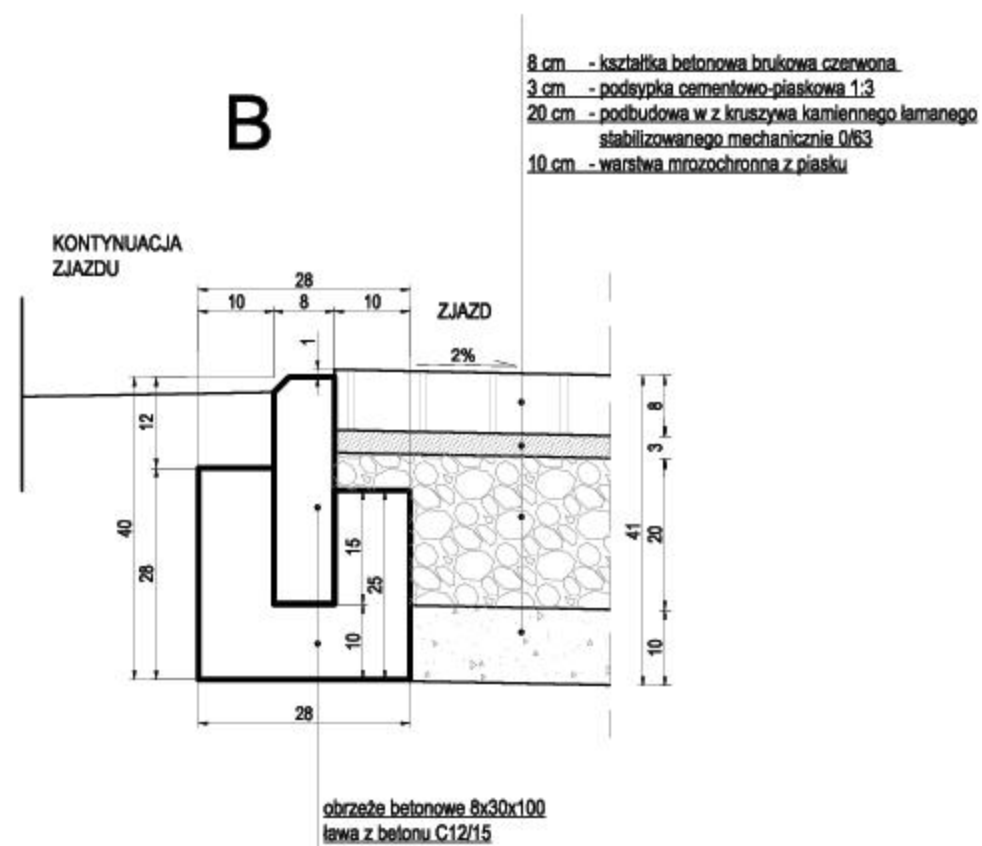 8 cm - kształtka betonowa brukowa czerwona
3 cm - podsypka cementowo-piaskowa 1:3
20 cm - podbudowa w z kruszywa kamiennego łamanego
stabilizowanego mechanicznie 0/63
10 cm - warstwa mrozochronna z piasku
B
KONTYNUACJA
ZJAZDU
28
10 8 10
ZJAZD
1
2%
12
8
3
40
28
15
25
41
20
10
10
28
obrzeże betonowe 8x30x100
ława z betonu C12/15